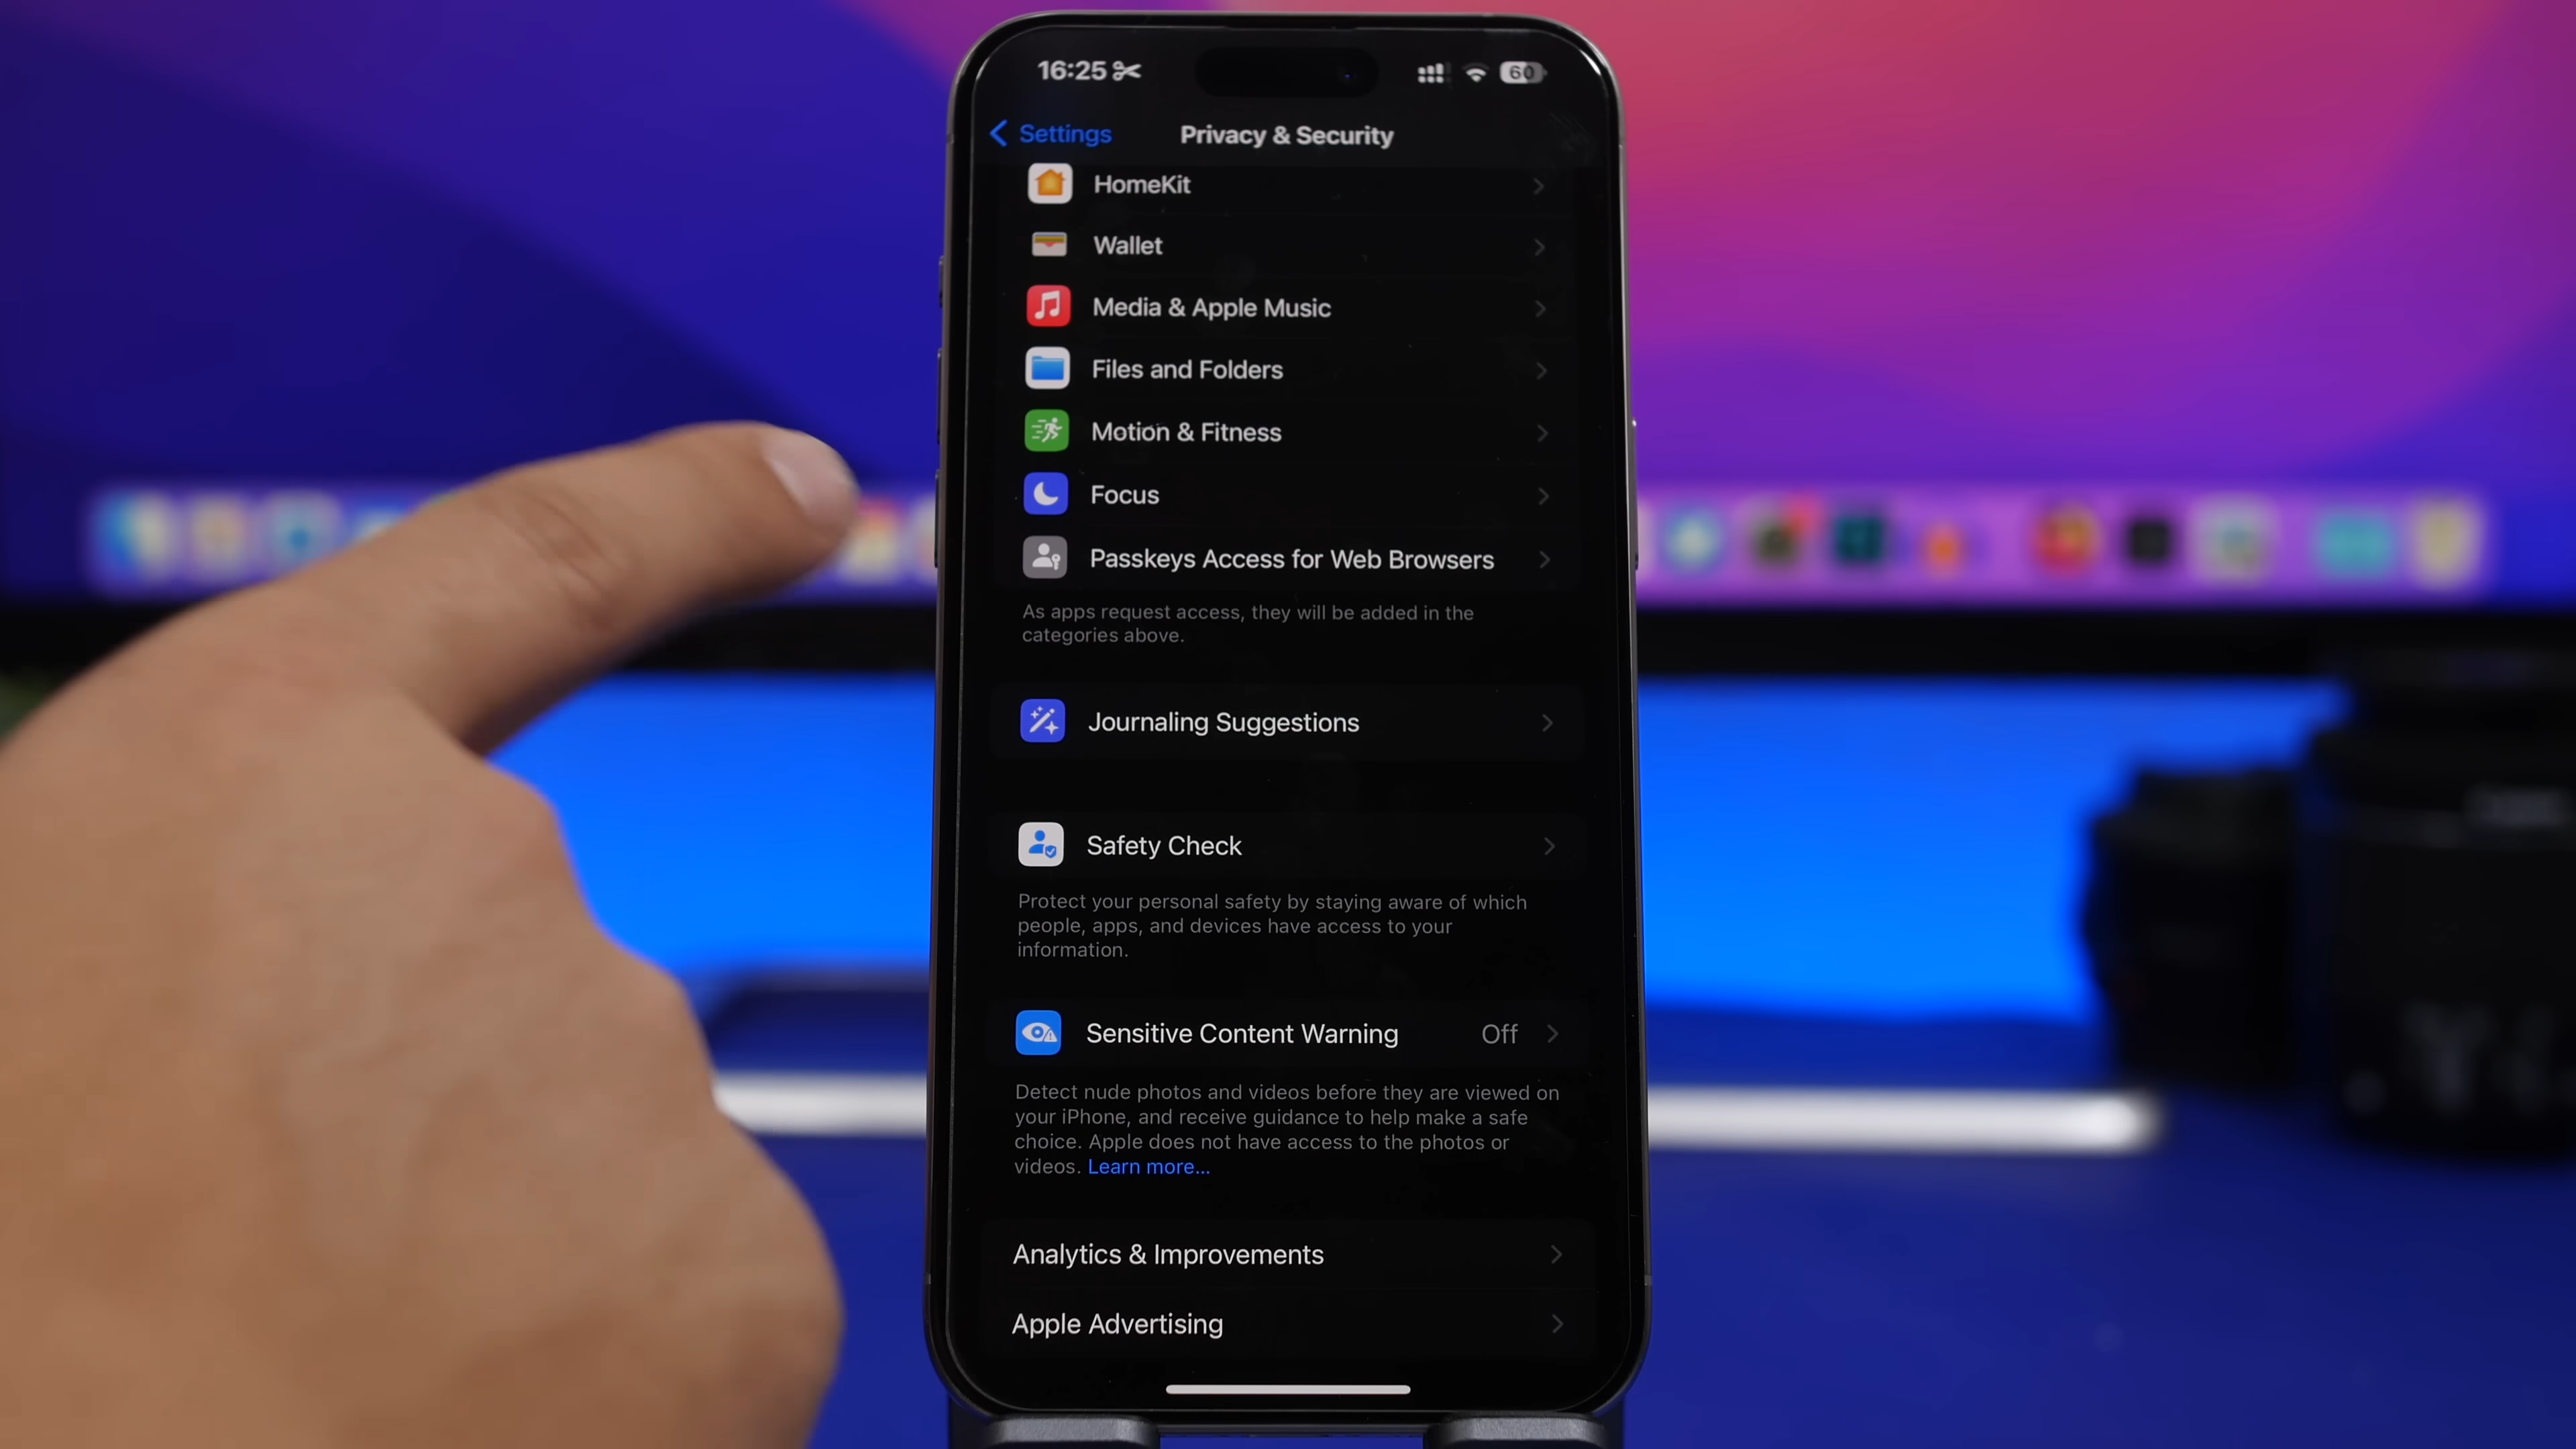 16:25
60
Settings
Privacy & Security
HomeKit
Wallet
Media & Apple Music
Files and Folders
Motion & Fitness
Focus
Passkeys Access for Web Browsers
As apps request access, they will be added in the
categories above.
Journaling Suggestions
Safety Check
Protect your personal safety by staying aware of which
people, apps, and devices have access to your
information.
Sensitive Content Warning
Off
Detect nude photos and videos before they are viewed on
your iPhone, and receive guidance to help make a safe
choice. Apple does not have access to the photos or
videos. Learn more...
Analytics & Improvements
Apple Advertising